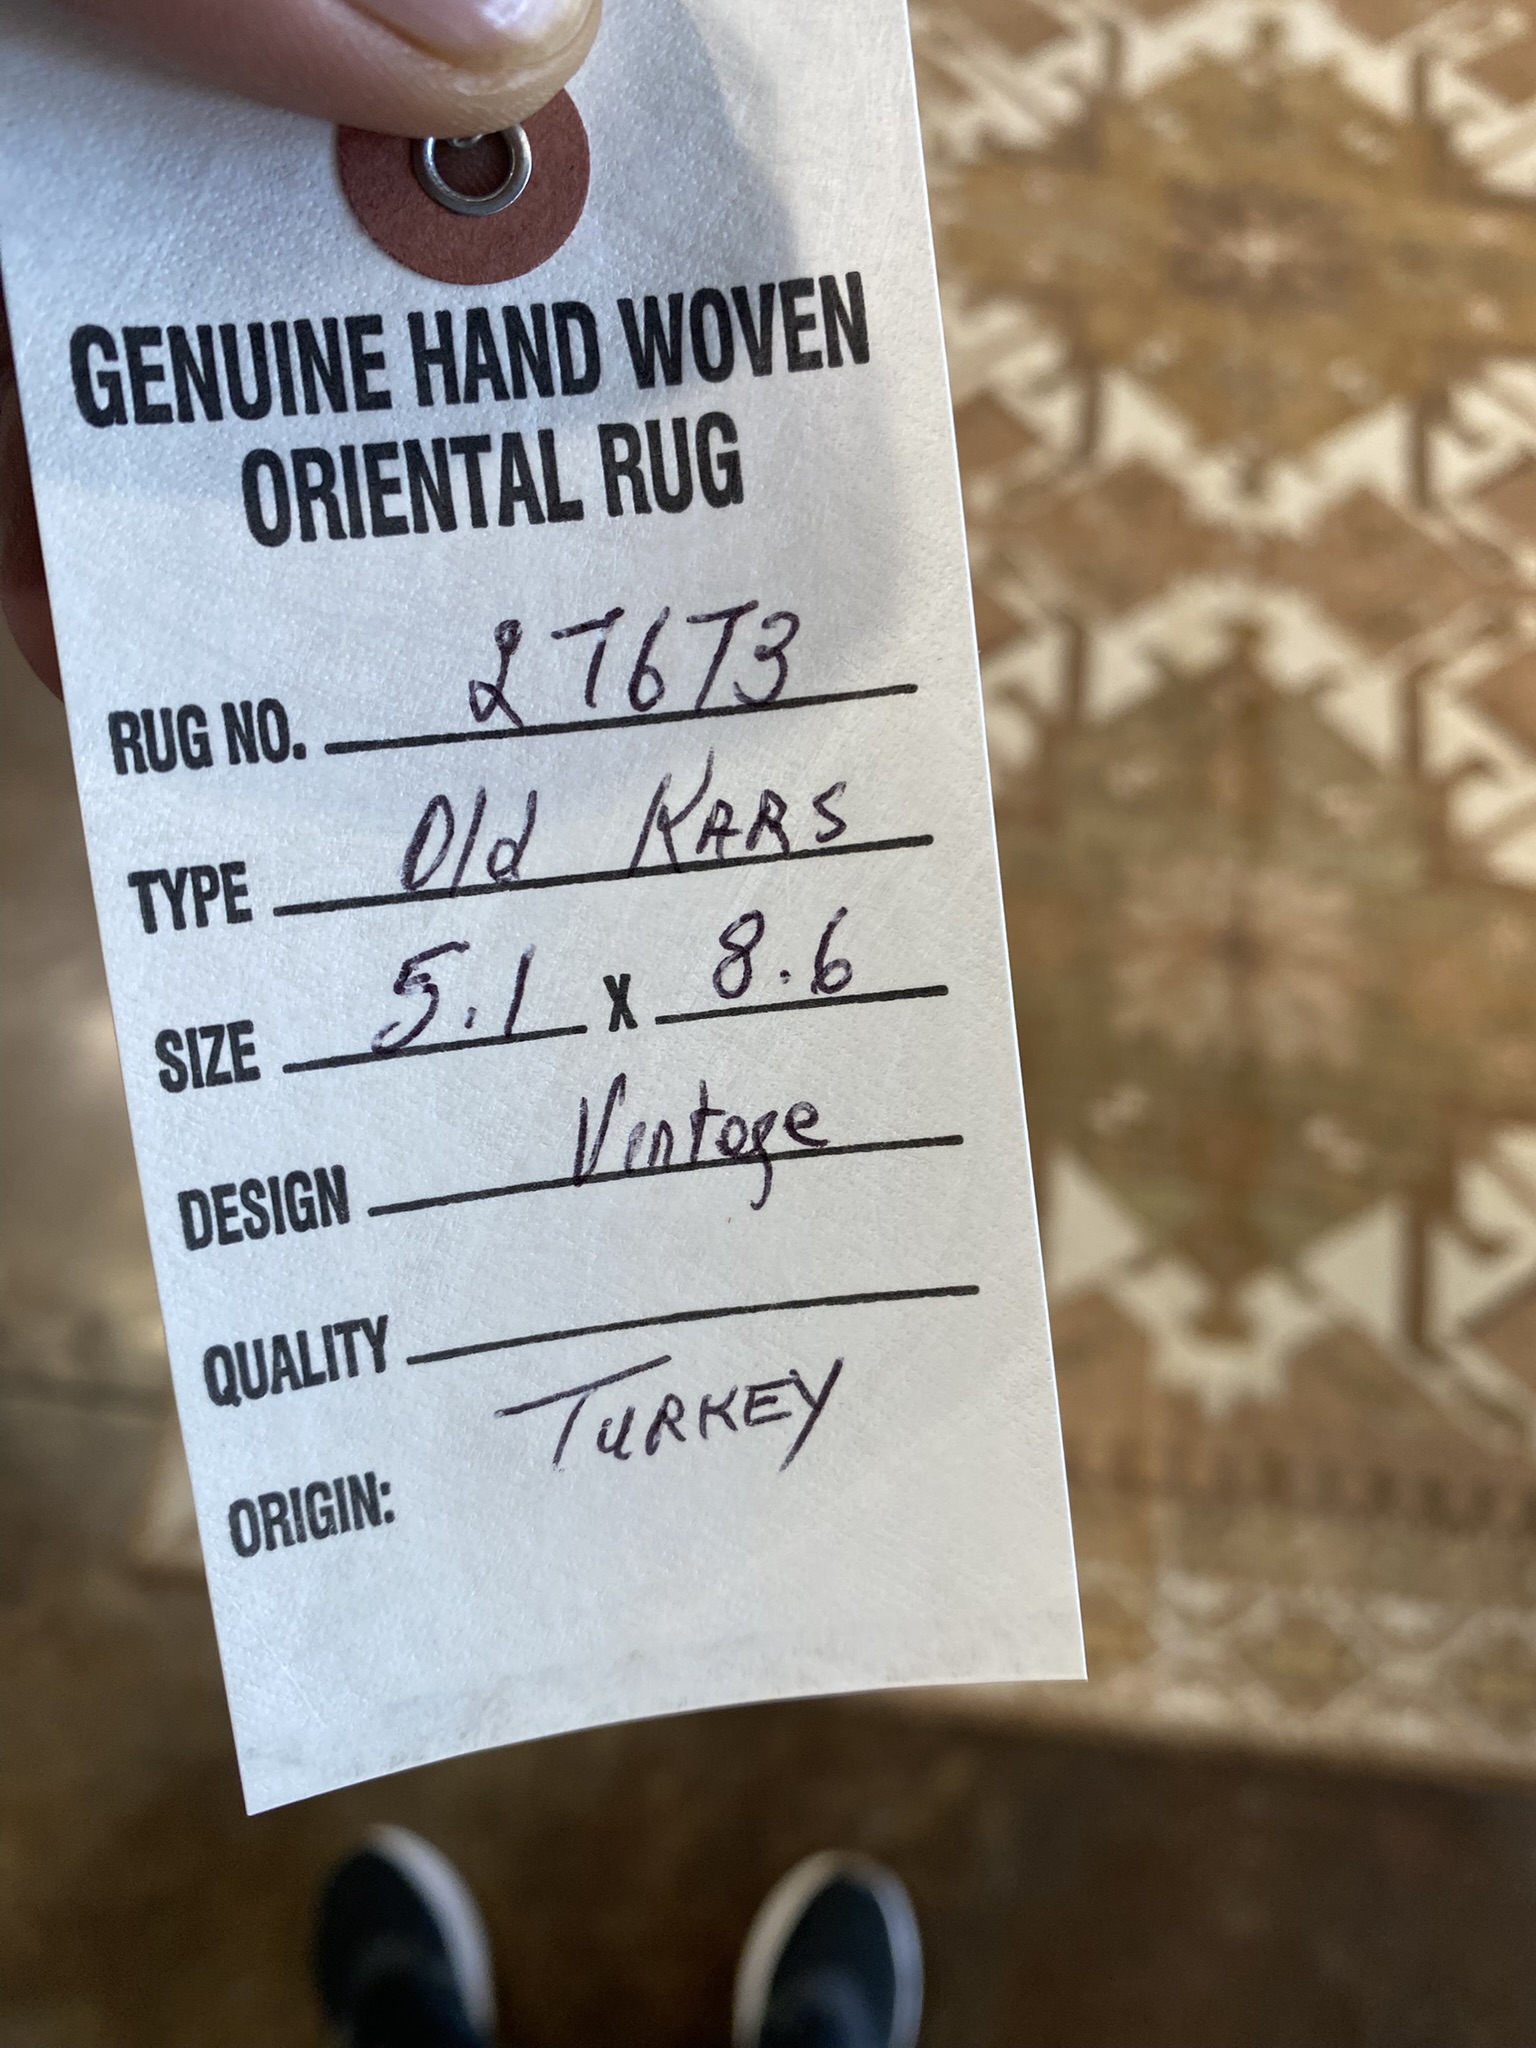 GENUINE HAND WOVEN
ORIENTAL RUG
RUG NO. 27673
TYPE Old KARS
SIZE 5.1 X 8.6
DESIGN Vintage
QUALITY
ORIGIN: TURKEY